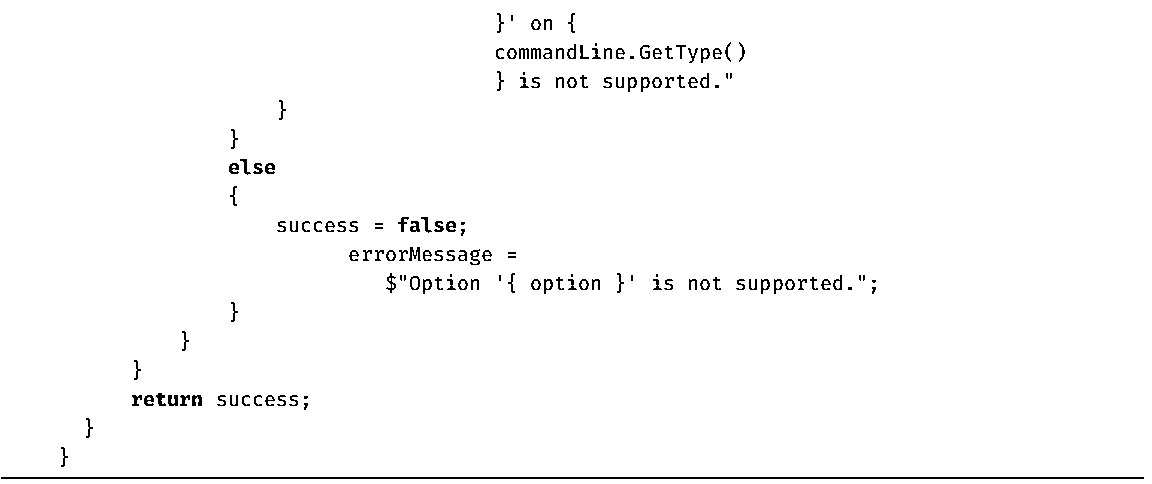 }' on {
commandLine.GetType()
} is not supported."
}
}
else
{
success = false;
errorMessage =
$"Option '{ option }' is not supported.";
}
}
}
return success;
}
}